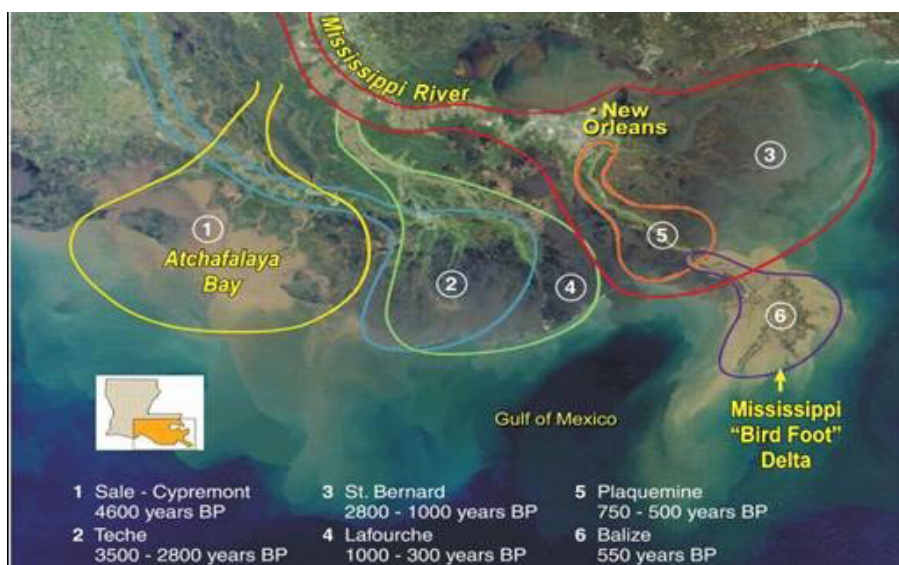 Mississippi River
New
Orleans
3
1
Atchafalaya
Bay
5
2
4
6
Gulf of Mexico
Mississippi
"Bird Foot"
Delta
1 Sale - Cypremont
4600 years BP
2 Teche
3500 - 2800 years BP
3 St. Bernard
2800 - 1000 years BP
4 Lafourche
1000 - 300 years BP
5 Plaquemine
750 - 500 years BP
6 Balize
550 years BP